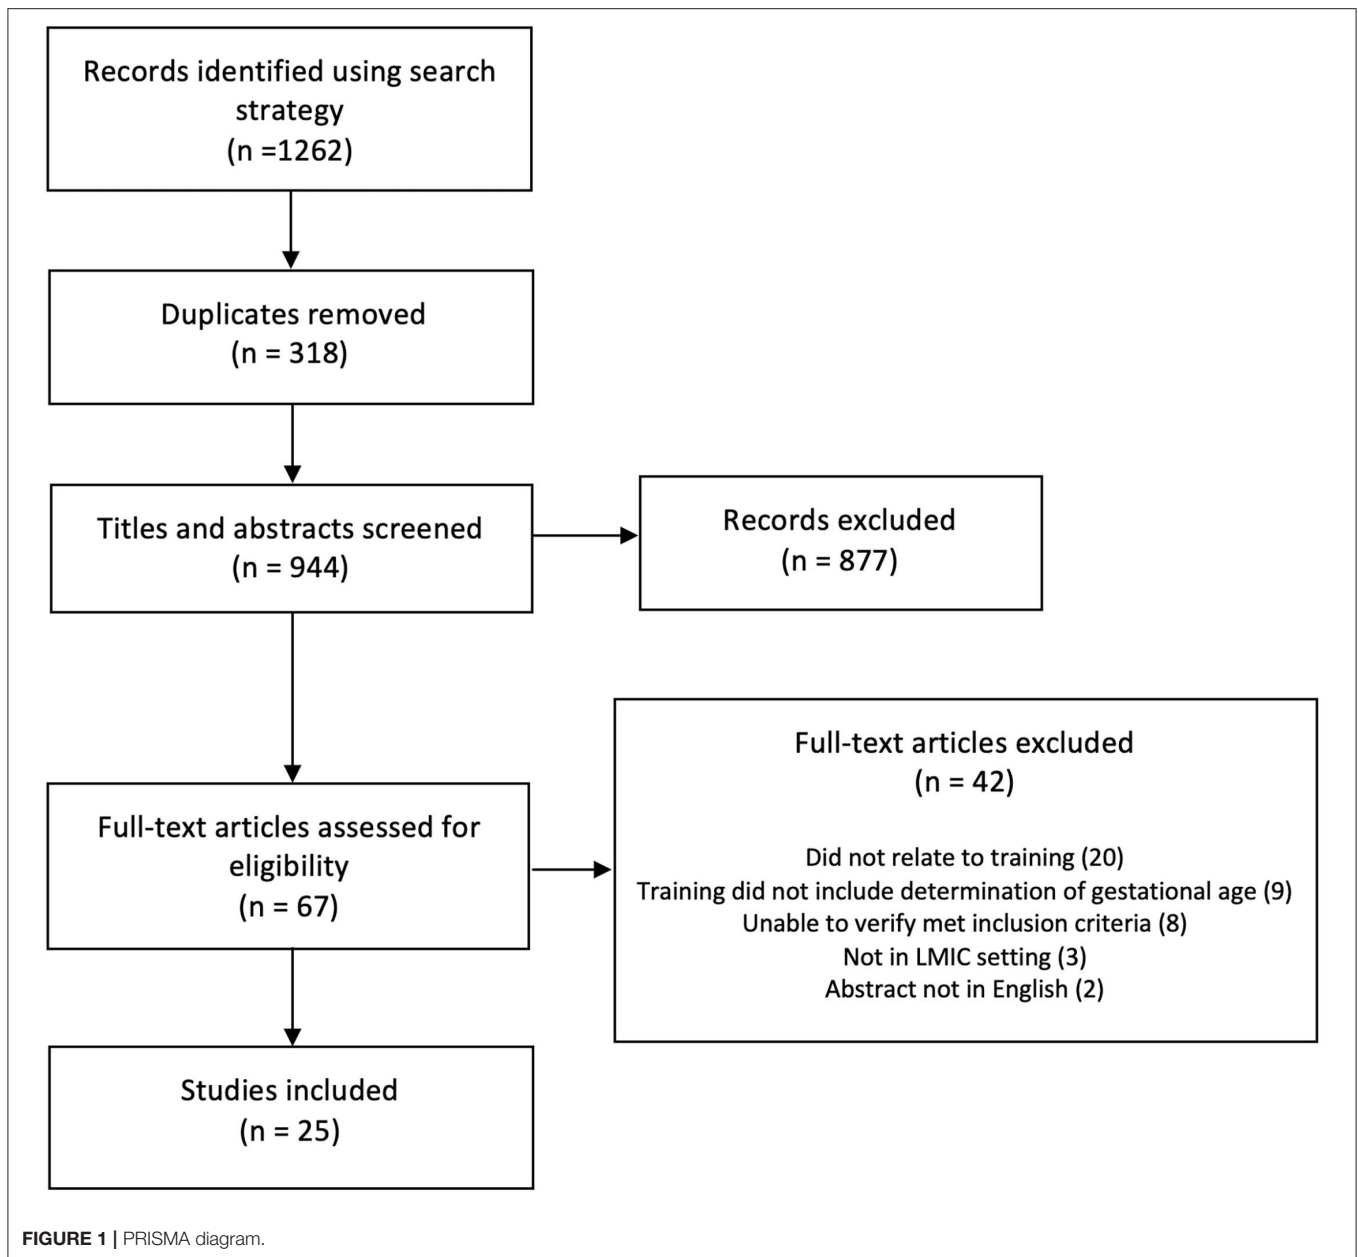 Records identified using search
strategy
(n =1262)
Duplicates removed
(n = 318)
Titles and abstracts screened
(n = 944)
Records excluded
(n = 877)
Full-text articles assessed for
eligibility
(n = 67)
Full-text articles excluded
(n = 42)
Did not relate to training (20)
Training did not include determination of gestational age (9)
Unable to verify met inclusion criteria (8)
Not in LMIC setting (3)
Abstract not in English (2)
Studies included
(n = 25)
FIGURE 1 | PRISMA diagram.